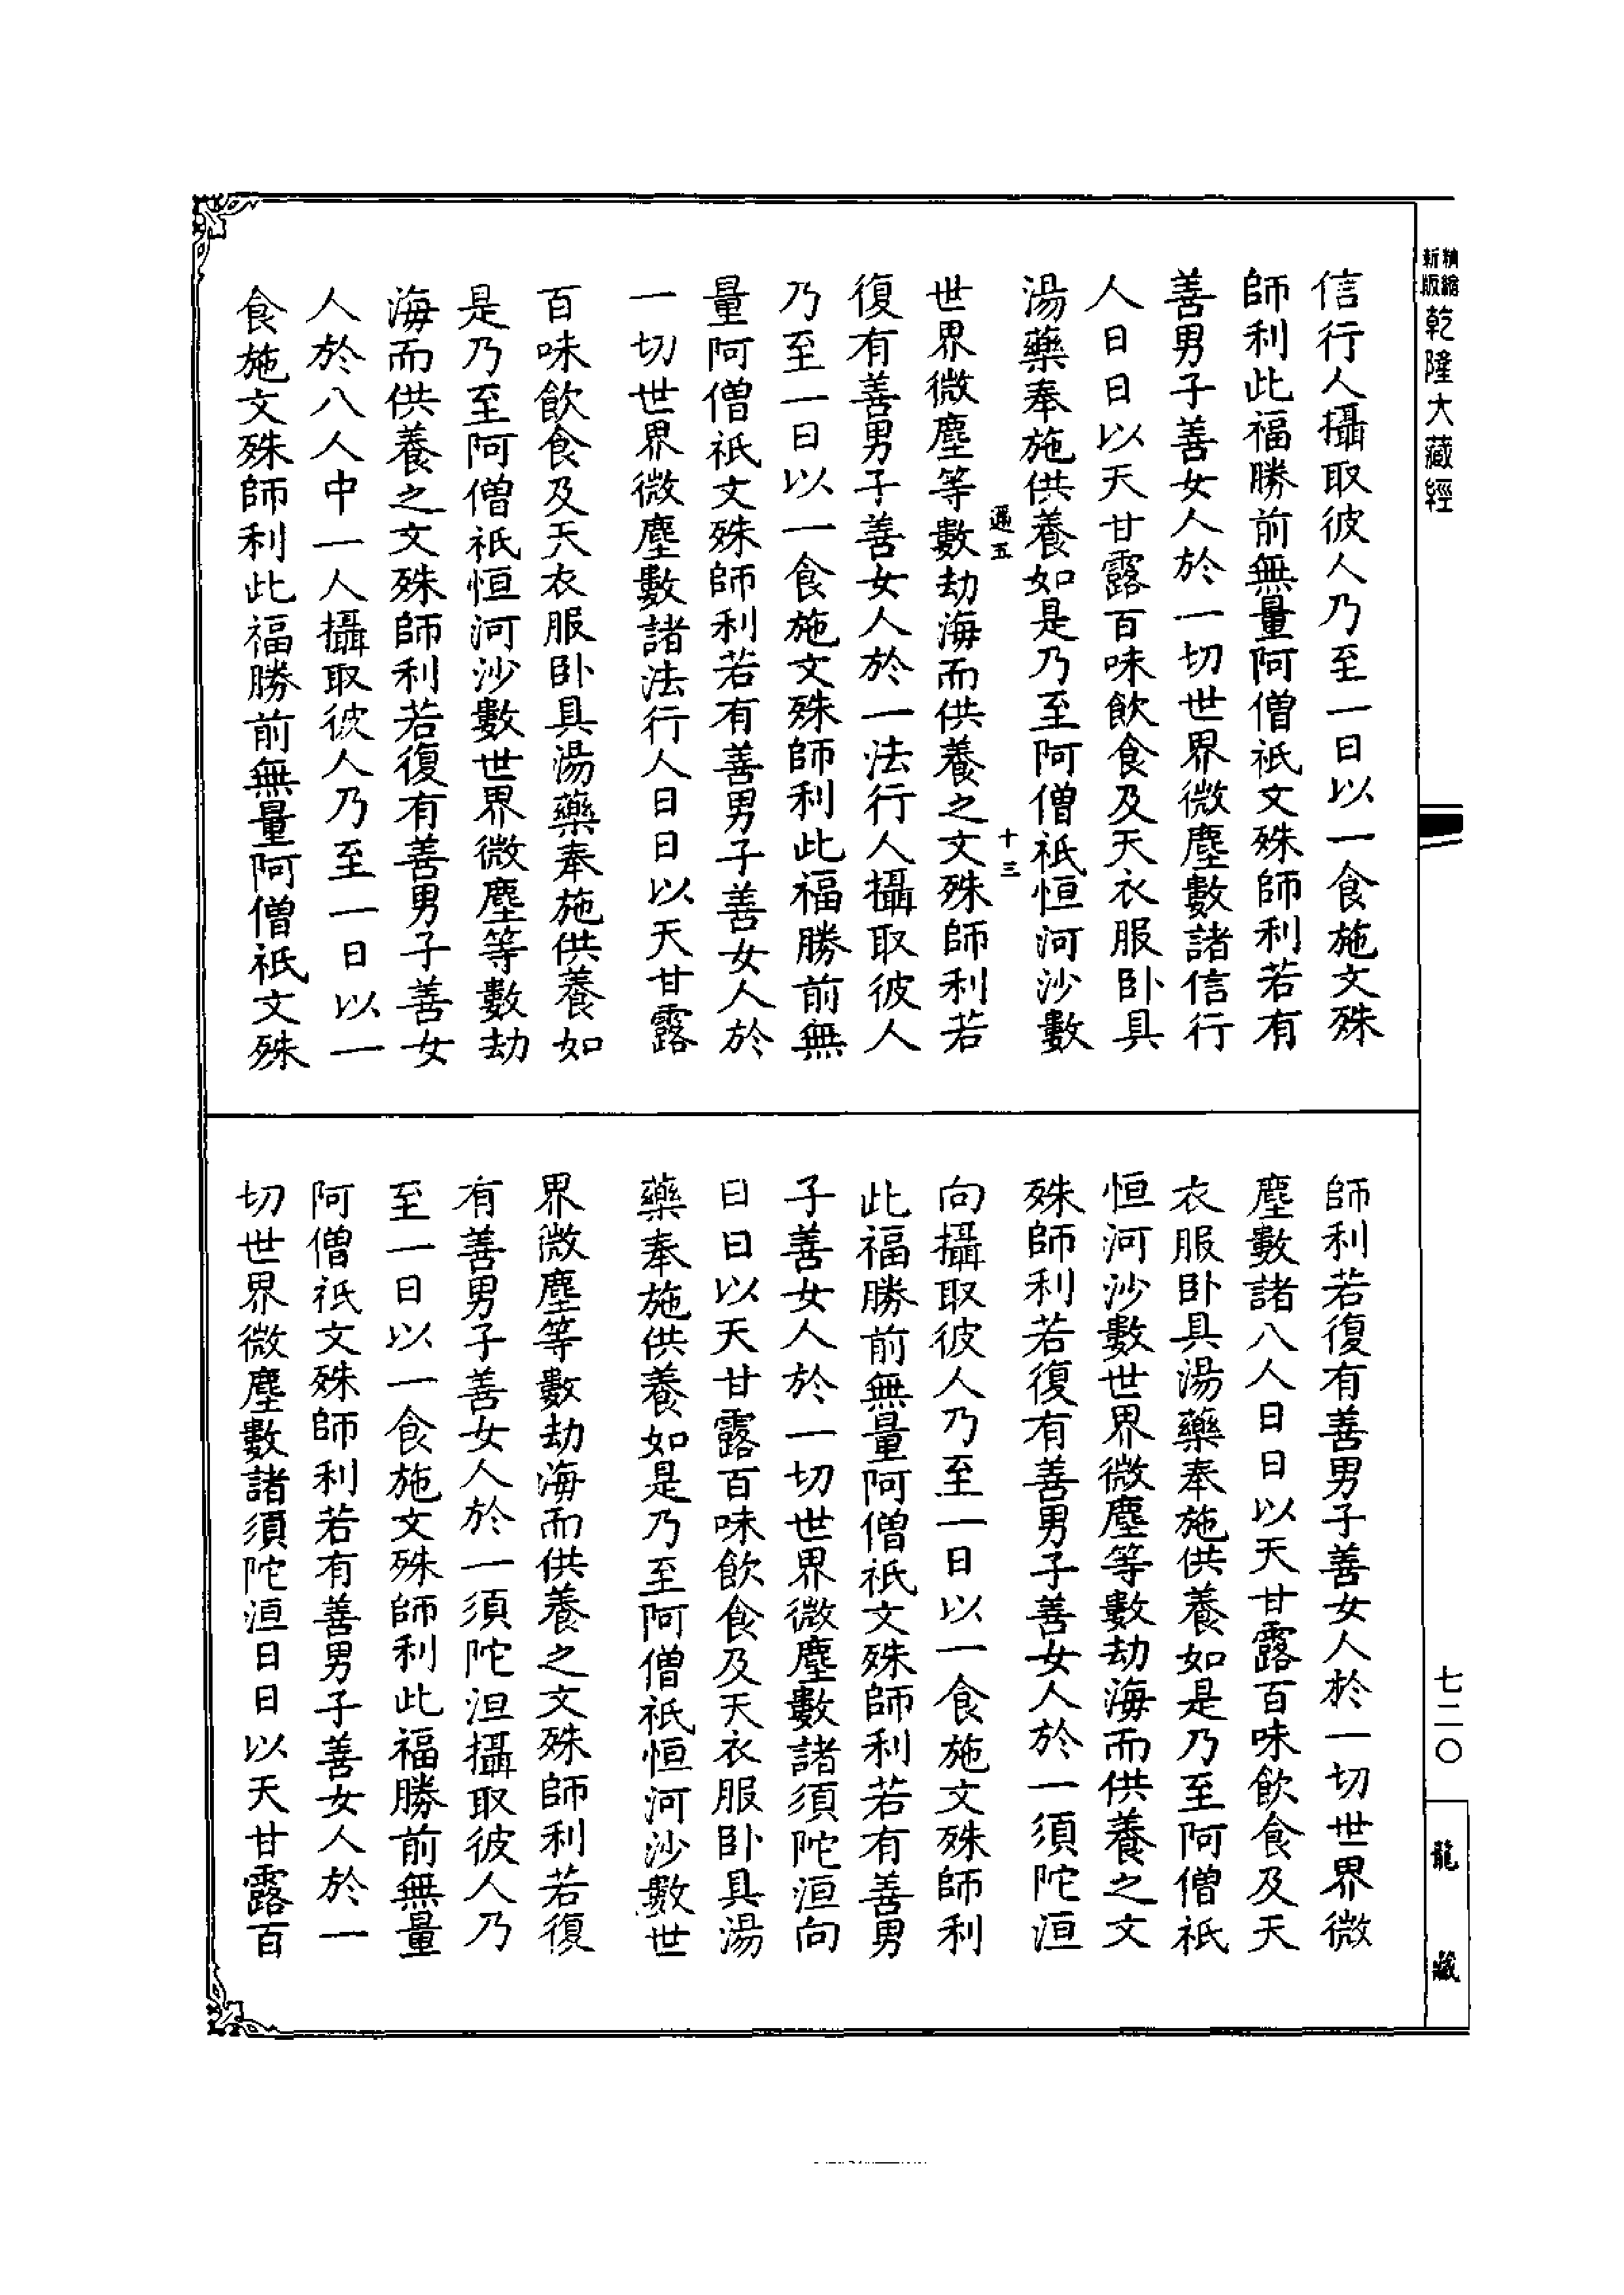 新版
精縮
乾隆大藏經
信行人攝取彼人乃至一日以一食施文殊
師利此福勝前無量阿僧祇文殊師利若有
善男子善女人於一切世界微塵數諸信行
人日日以天甘露百味飲食及天衣服卧具
湯藥奉施供養如是乃至阿僧祇恒河沙數
遜五
十三
世界微塵等數劫海而供養之文殊師利若
復有善男子善女人於一法行人攝取彼人
乃至一日以一食施文殊師利此福勝前無
量阿僧祇文殊師利若有善男子善女人於
一切世界微塵數諸法行人日日以天甘露
百味飲食及天衣服卧具湯藥奉施供養如
是乃至阿僧祇恒河沙數世界微塵等數劫
海而供養之文殊師利若復有善男子善女
人於八人中一人攝取彼人乃至一日以一
食施文殊師利此福勝前無量阿僧祇文殊
師利若復有善男子善女人於一切世界微
塵數諸八人日日以天甘露百味飲食及天
衣服卧具湯藥奉施供養如是乃至阿僧祇
恒河沙數世界微塵等數劫海而供養之文
殊師利若復有善男子善女人於一須陀洹
向攝取彼人乃至一日以一食施文殊師利
此福勝前無量阿僧祇文殊師利若有善男
子善女人於一切世界微塵數諸須陀洹向
日日以天甘露百味飲食及天衣服卧具湯
藥奉施供養如是乃至阿僧祇恒河沙數世
界微塵等數劫海而供養之文殊師利若復
有善男子善女人於一須陀洹攝取彼人乃
至一日以一食施文殊師利此福勝前無量
阿僧祇文殊師利若有善男子善女人於一
切世界微塵數諸須陀洹日日以天甘露百
七二〇
龍藏